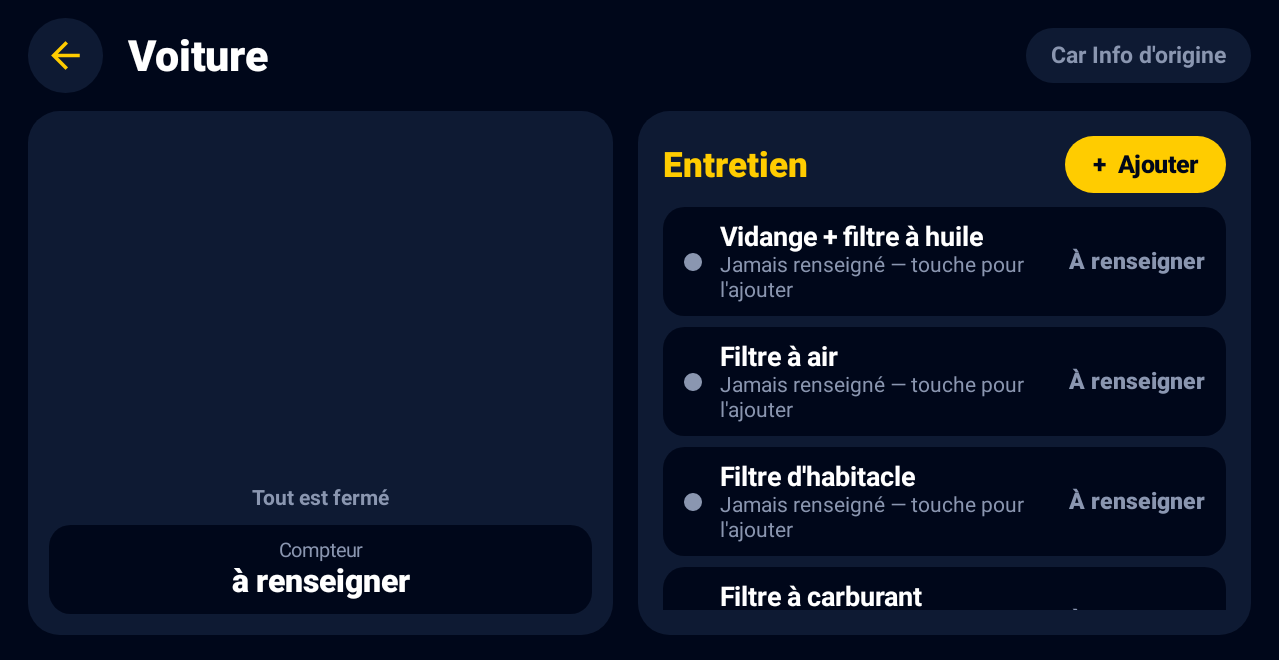 Voiture
Car Info d'origine
Tout est fermé
Compteur
à renseigner
Entretien
+ Ajouter
Vidange + filtre à huile
Jamais renseigné — touche pour
l'ajouter
À renseigner
Filtre à air
Jamais renseigné — touche pour
l'ajouter
À renseigner
Filtre d'habitacle
Jamais renseigné — touche pour
l'ajouter
À renseigner
Filtre à carburant